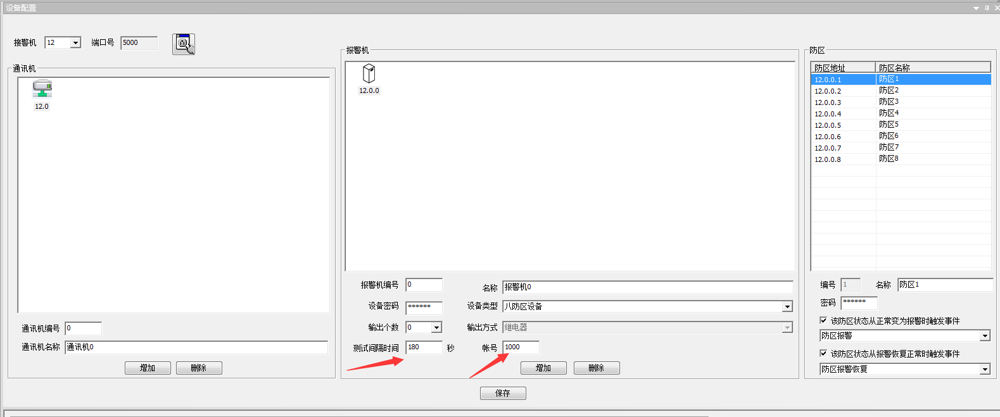 设备配置
接警机 12 端口号 5000
通讯机
12.0
通讯机编号 0
通讯机名称 通讯机0
增加 删除
报警机
12.0.0
报警机编号 0 名称 报警机0
设备密码 ****** 设备类型 八防区设备
输出个数 0 输出方式 继电器
测试间隔时间 180 秒 帐号 1000
增加 删除
保存
防区
防区地址 防区名称
12.0.0.1 防区1
12.0.0.2 防区2
12.0.0.3 防区3
12.0.0.4 防区4
12.0.0.5 防区5
12.0.0.6 防区6
12.0.0.7 防区7
12.0.0.8 防区8
编号 1 名称 防区1
密码 ******
该防区状态从正常变为报警时触发事件
防区报警
该防区状态从报警恢复正常时触发事件
防区报警恢复